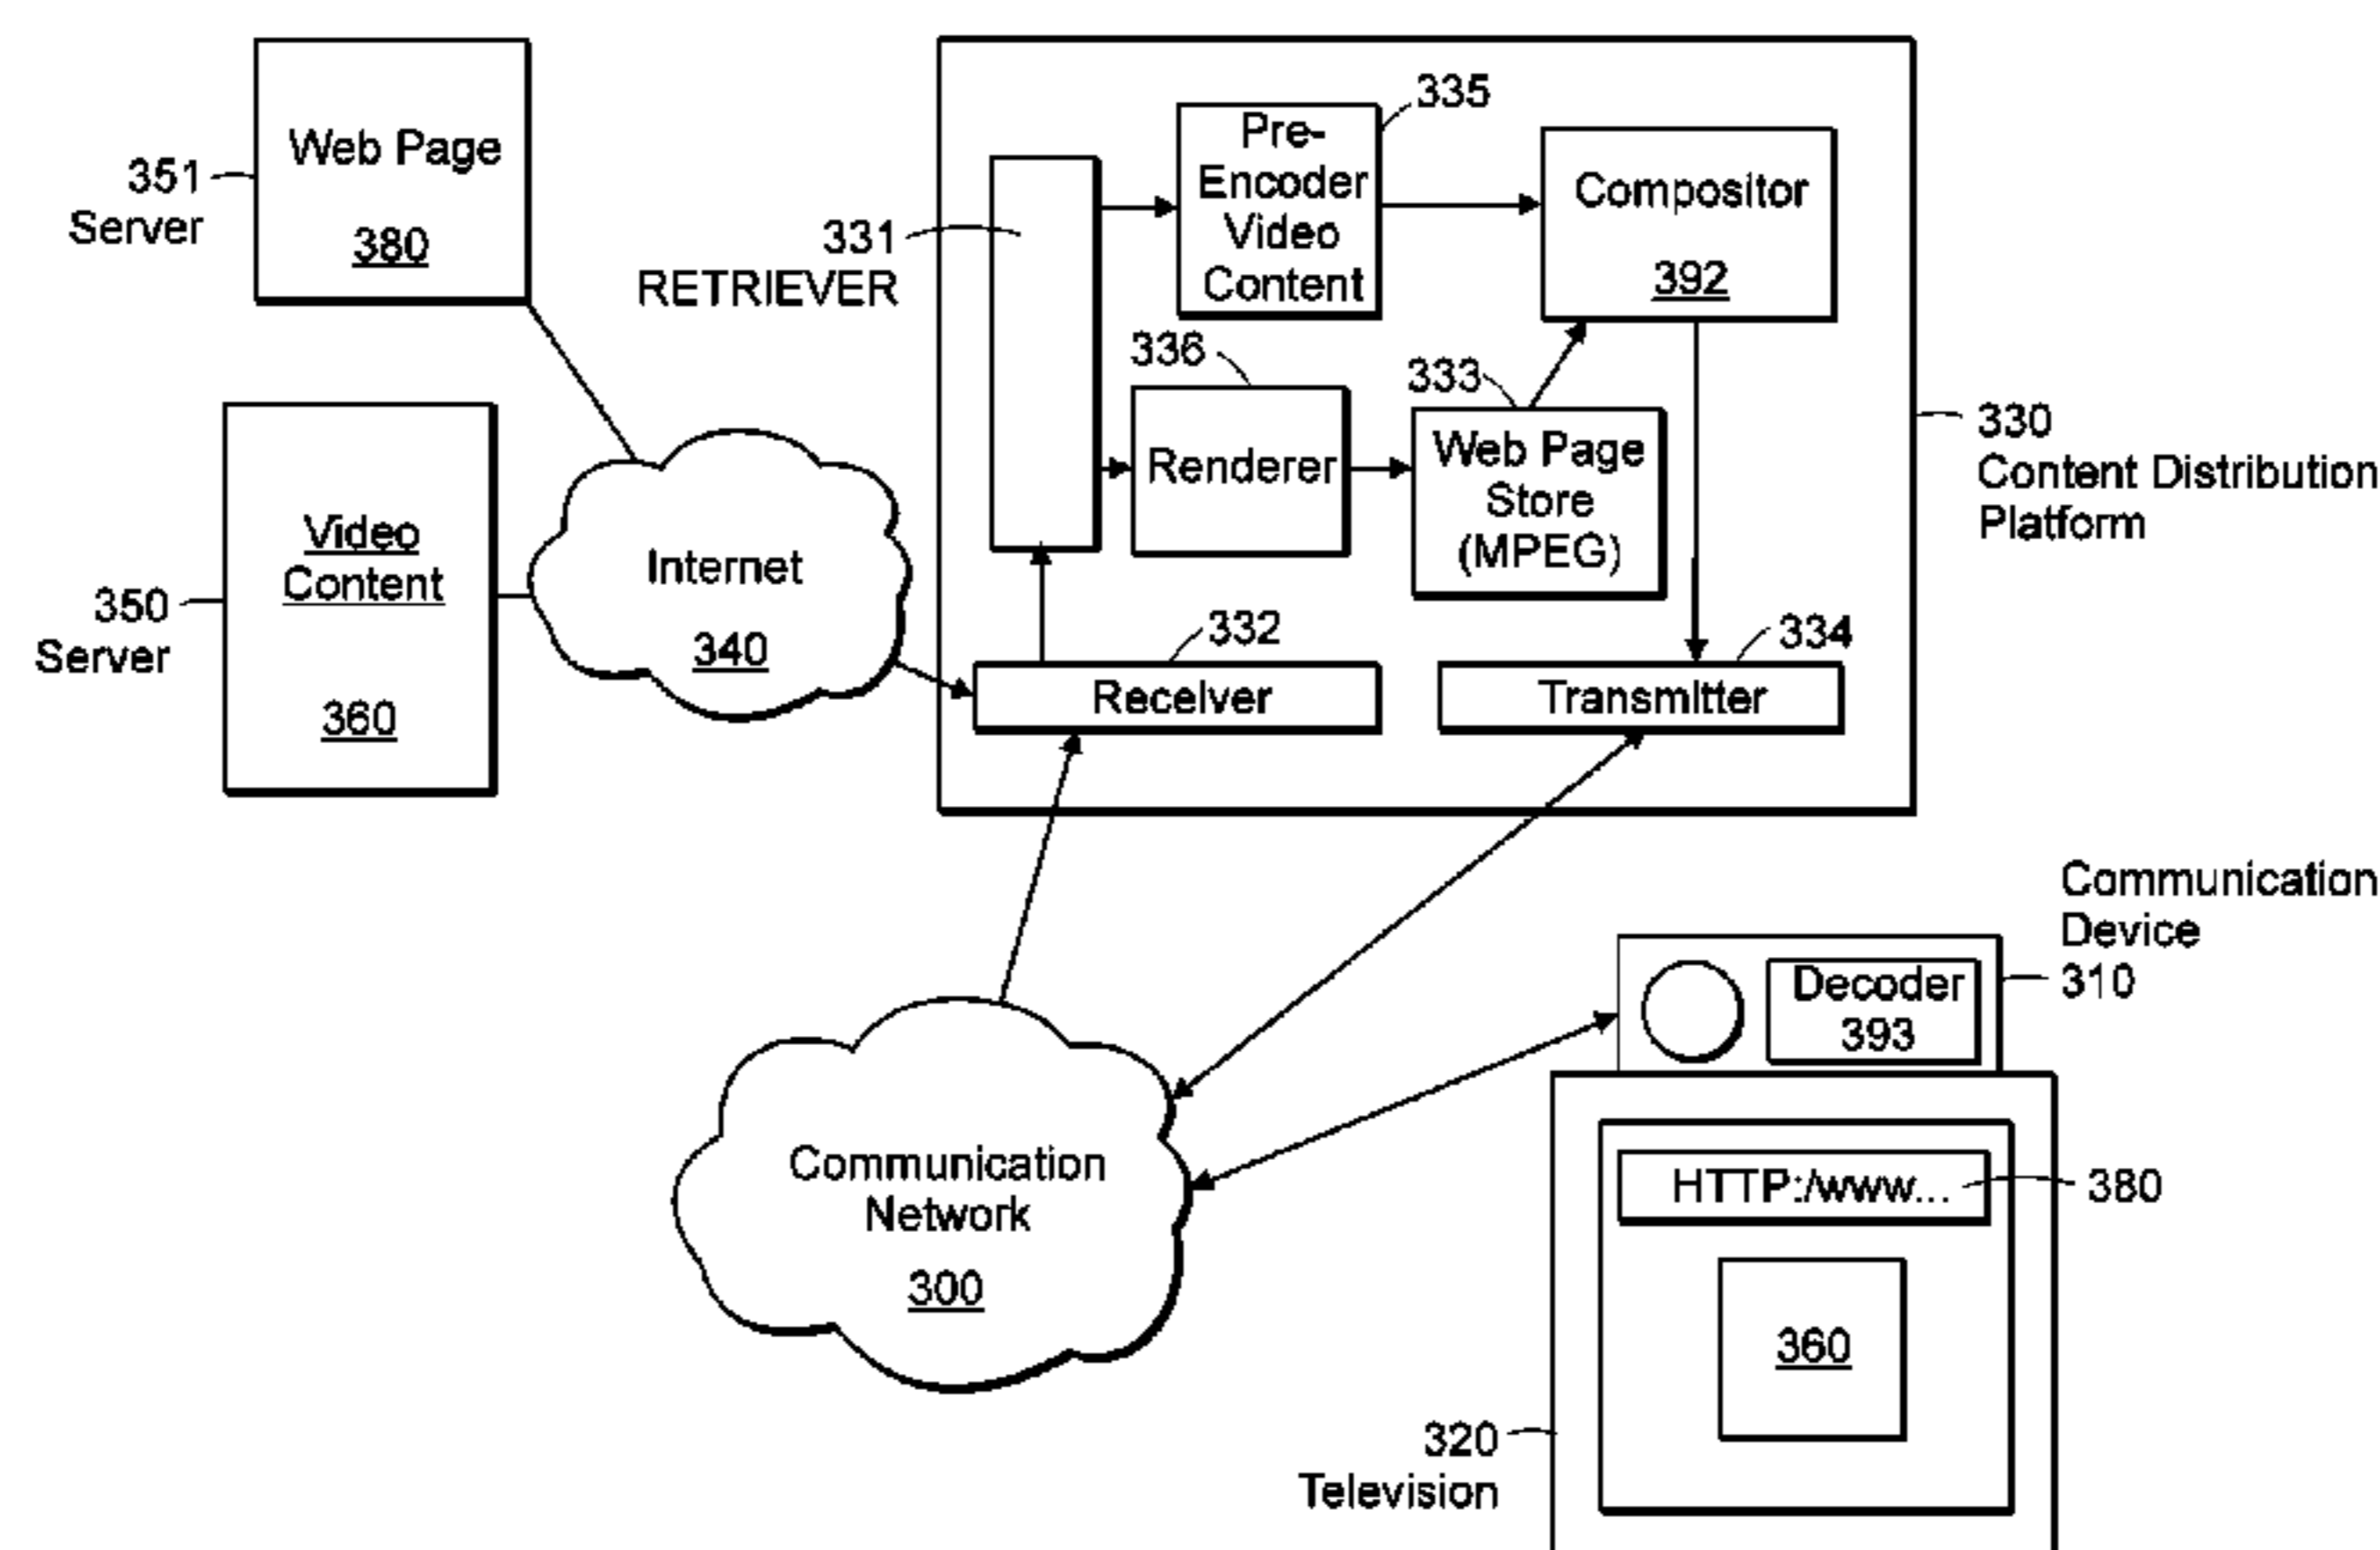 Web Page
380
351
Server
Video
Content
360
350
Server
Internet
340
331
RETRIEVER
335
Pre-
Encoder
Video
Content
Compositor
392
336
Renderer
333
Web Page
Store
(MPEG)
332
Receiver
334
Transmitter
330
Content Distribution
Platform
Communication
Network
300
Communication
Device
310
Decoder
393
HTTP:/www...
380
360
320
Television